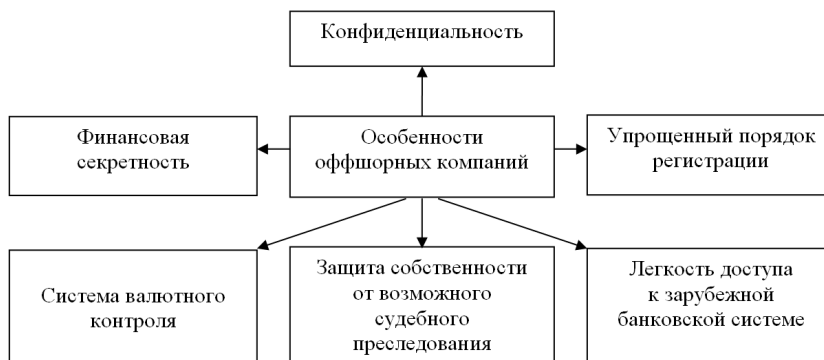 Конфиденциальность
Финансовая
секретность
Особенности
оффшорных компаний
Упрощенный порядок
регистрации
Система валютного
контроля
Защита собственности
от возможного
судебного
преследования
Легкость доступа
к зарубежной
банковской системе